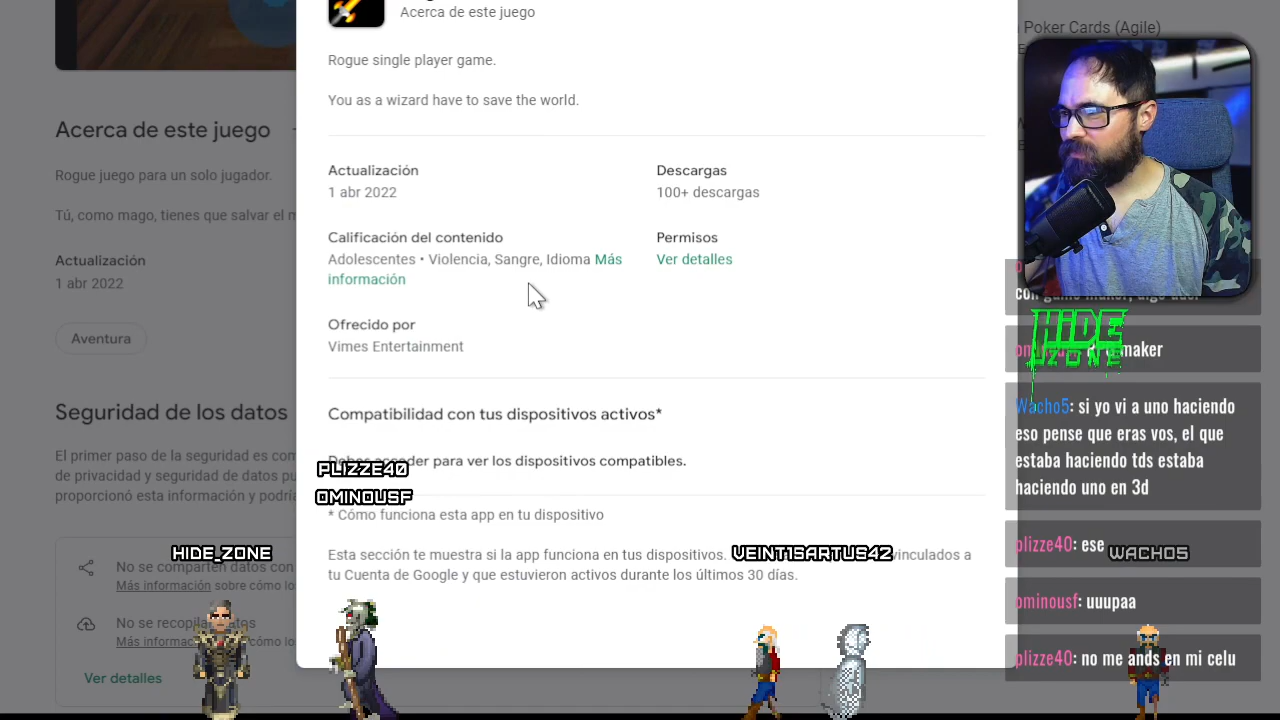 Acerca de este juego
Rogue single player game.
You as a wizard have to save the world.
Actualización
1 abr 2022
Descargas
100+ descargas
Calificación del contenido
Adolescentes • Violencia, Sangre, Idioma Más
información
Permisos
Ver detalles
Ofrecido por
Vimes Entertainment
Compatibilidad con tus dispositivos activos*
Debes acceder para ver los dispositivos compatibles.
* Cómo funciona esta app en tu dispositivo
Esta sección te muestra si la app funciona en tus dispositivos. vinculados a
tu Cuenta de Google y que estuvieron activos durante los últimos 30 días.
Acerca de este juego
Rogue juego para un solo jugador.
Tú, como mago, tienes que salvar el m
Actualización
1 abr 2022
Aventura
Seguridad de los datos
El primer paso de la seguridad es com
de privacidad y seguridad de datos pu
proporcionó esta información y podría
No se comparten datos con
Más información sobre cómo los
No se recopilan datos
Más información cómo lo
Ver detalles
PLIZZE40
OMINOUSF
HIDE_ZONE
VEINT1SARTUS42
WACHO5
Poker Cards (Agile)
HiDE
ZONE
maker
Wacho5: si yo vi a uno haciendo
eso pense que eras vos, el que
estaba haciendo tds estaba
haciendo uno en 3d
plizze40: ese
ominousf: uuupaa
plizze40: no me ands en mi celu